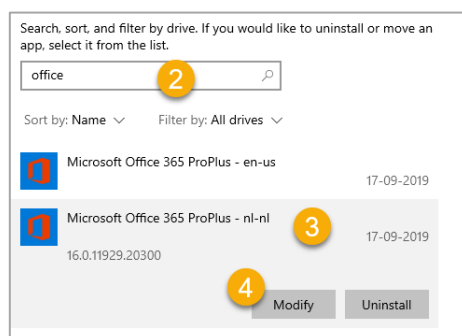 Search, sort, and filter by drive. If you would like to uninstall or move an
app, select it from the list.
office 2
Sort by: Name Filter by: All drives
Microsoft Office 365 ProPlus - en-us
17-09-2019
Microsoft Office 365 ProPlus - nl-nl 3
17-09-2019
16.0.11929.20300
4
Modify Uninstall